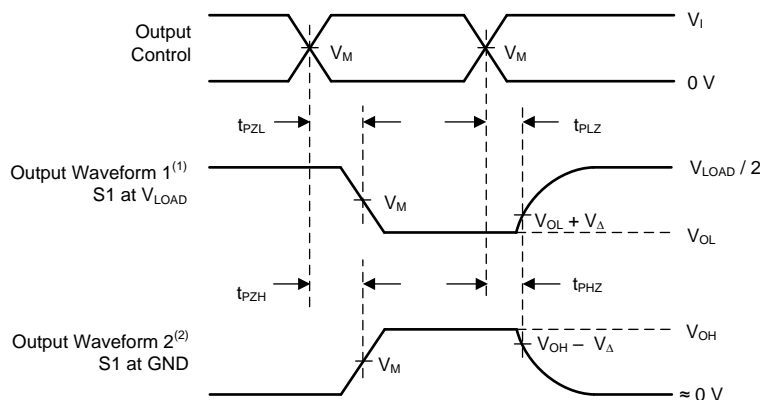 Output
Control
V_I
V_M
V_M
0 V
t_PZL
t_PLZ
Output Waveform 1^(1)
S1 at V_LOAD
V_LOAD / 2
V_M
V_OL + V_Δ
V_OL
t_PZH
t_PHZ
Output Waveform 2^(2)
S1 at GND
V_OH
V_OH – V_Δ
V_M
≈ 0 V